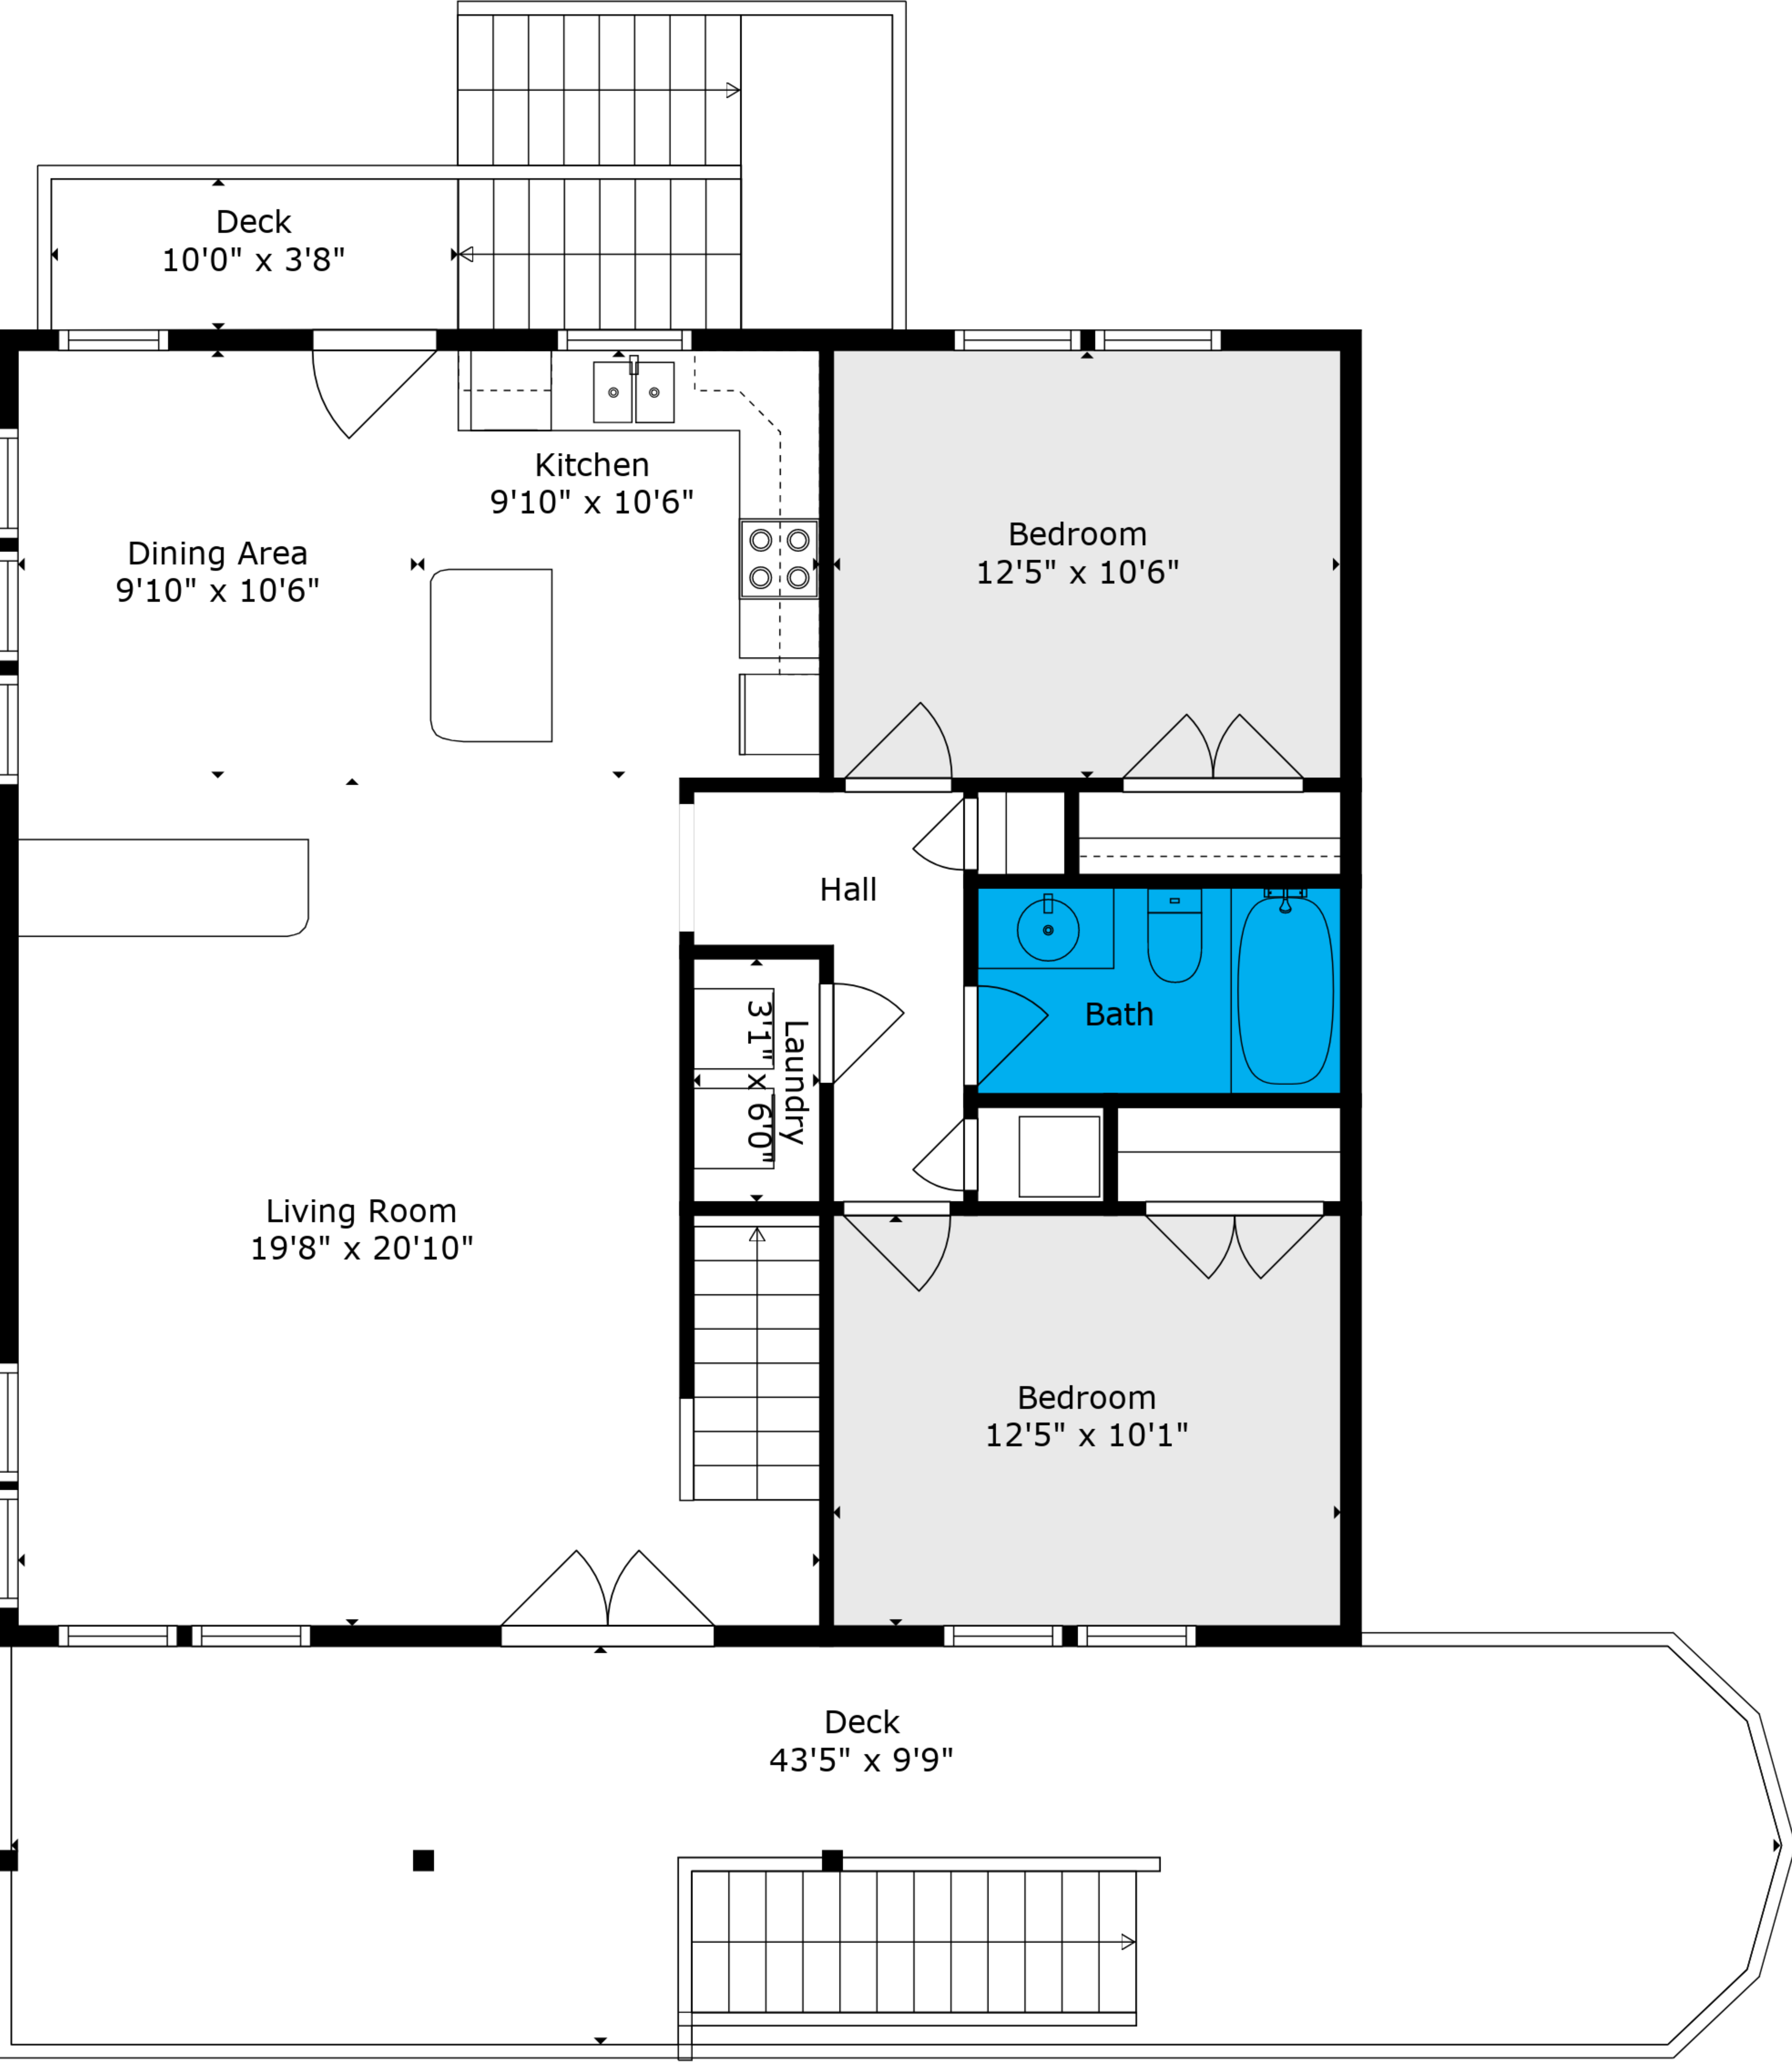 Deck
10'0" x 3'8"
Kitchen
9'10" x 10'6"
Dining Area
9'10" x 10'6"
Bedroom
12'5" x 10'6"
Hall
Bath
Laundry
3'1" x 6'0"
Living Room
19'8" x 20'10"
Bedroom
12'5" x 10'1"
Deck
43'5" x 9'9"